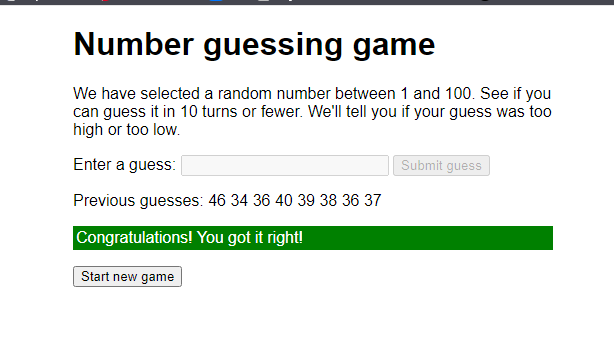 Number guessing game
We have selected a random number between 1 and 100. See if you
can guess it in 10 turns or fewer. We'll tell you if your guess was too
high or too low.
Enter a guess: Submit guess
Previous guesses: 46 34 36 40 39 38 36 37
Congratulations! You got it right!
Start new game